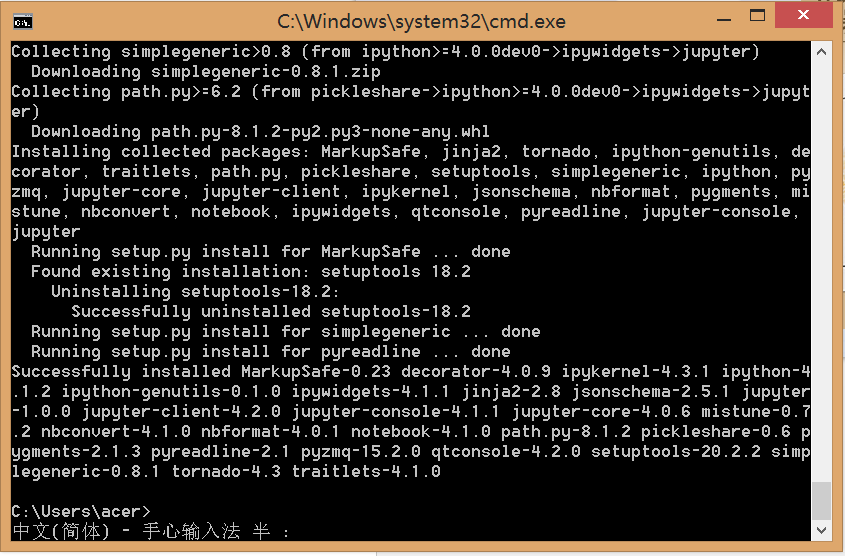 C:\Windows\system32\cmd.exe
Collecting simplegeneric>0.8 (from ipython>=4.0.0dev0->ipywidgets->jupyter)
  Downloading simplegeneric-0.8.1.zip
Collecting path.py>=6.2 (from pickleshare->ipython>=4.0.0dev0->ipywidgets->jupyt
er)
  Downloading path.py-8.1.2-py2.py3-none-any.whl
Installing collected packages: MarkupSafe, jinja2, tornado, ipython-genutils, de
corator, traitlets, path.py, pickleshare, setuptools, simplegeneric, ipython, py
zmq, jupyter-core, jupyter-client, ipykernel, jsonschema, nbformat, pygments, mi
stune, nbconvert, notebook, ipywidgets, qtconsole, pyreadline, jupyter-console,
jupyter
  Running setup.py install for MarkupSafe ... done
  Found existing installation: setuptools 18.2
    Uninstalling setuptools-18.2:
      Successfully uninstalled setuptools-18.2
  Running setup.py install for simplegeneric ... done
  Running setup.py install for pyreadline ... done
Successfully installed MarkupSafe-0.23 decorator-4.0.9 ipykernel-4.3.1 ipython-4
.1.2 ipython-genutils-0.1.0 ipywidgets-4.1.1 jinja2-2.8 jsonschema-2.5.1 jupyter
-1.0.0 jupyter-client-4.2.0 jupyter-console-4.1.1 jupyter-core-4.0.6 mistune-0.7
.2 nbconvert-4.1.0 nbformat-4.0.1 notebook-4.1.0 path.py-8.1.2 pickleshare-0.6 p
ygments-2.1.3 pyreadline-2.1 pyzmq-15.2.0 qtconsole-4.2.0 setuptools-20.2.2 simp
legeneric-0.8.1 tornado-4.3 traitlets-4.1.0
C:\Users\acer>
中文(简体) - 手心输入法 半 :